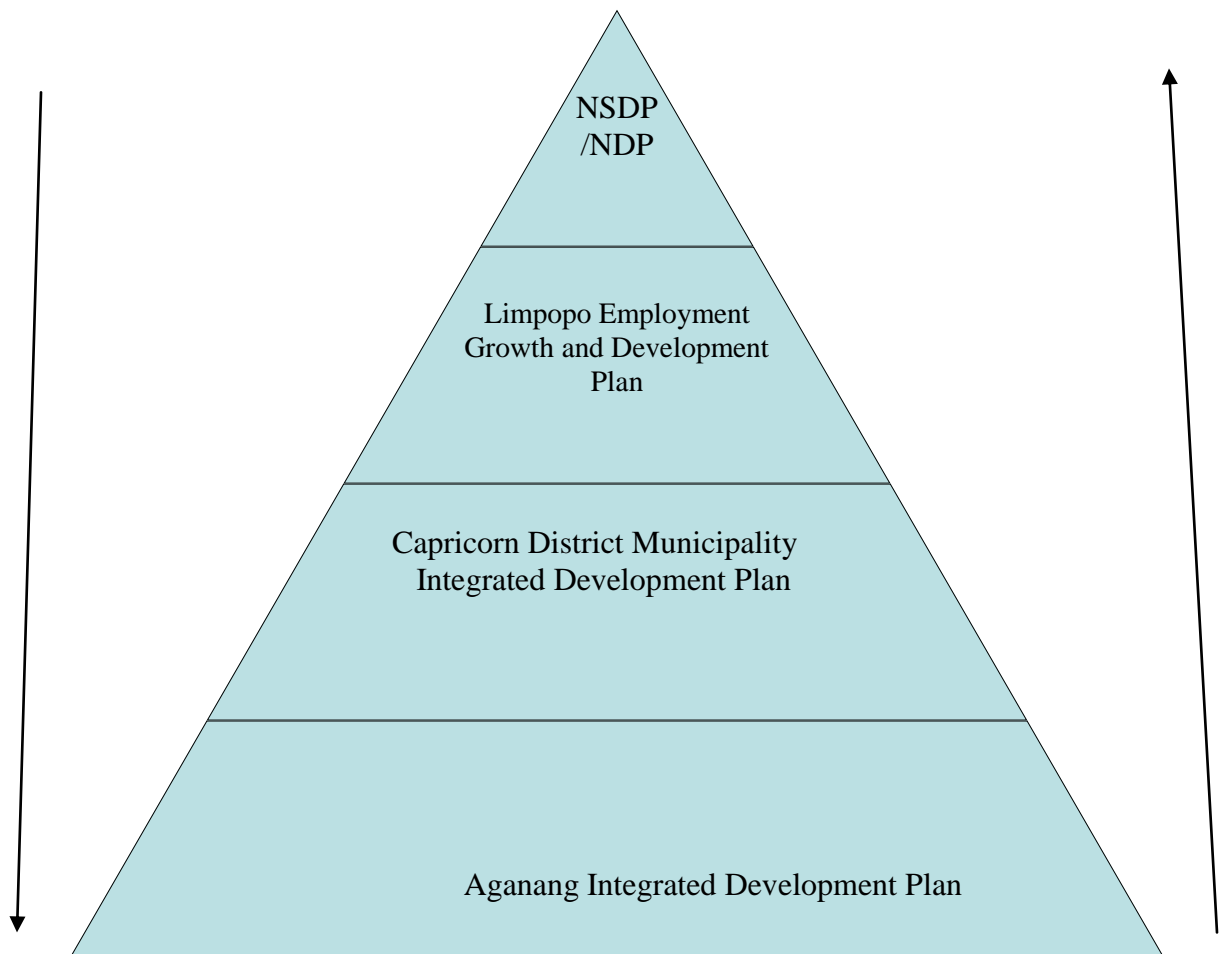 NSDP
/NDP
Limpopo Employment
Growth and Development
Plan
Capricorn District Municipality
Integrated Development Plan
Aganang Integrated Development Plan